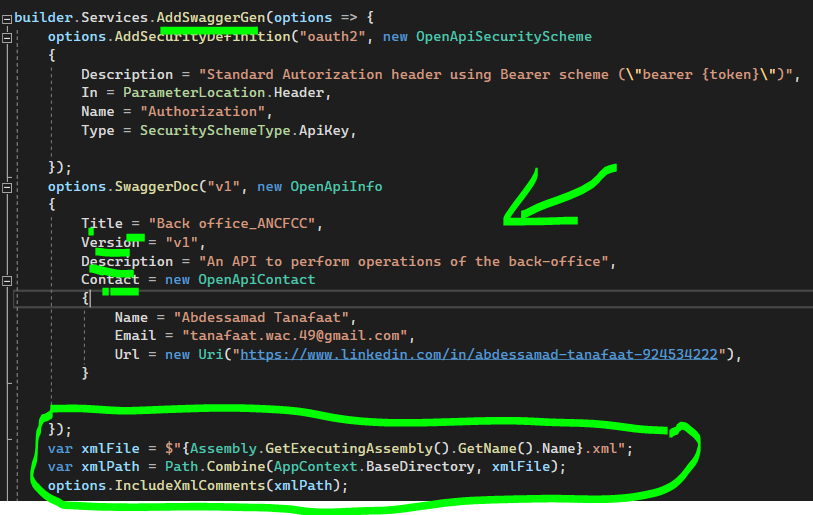 builder.Services.AddSwaggerGen(options => {
options.AddSecurityDefinition("oauth2", new OpenApiSecurityScheme
{
Description = "Standard Autorization header using Bearer scheme (\"bearer {token}\")",
In = ParameterLocation.Header,
Name = "Authorization",
Type = SecuritySchemeType.ApiKey,
});
options.SwaggerDoc("v1", new OpenApiInfo
{
Title = "Back office_ANCFCC",
Version = "v1",
Description = "An API to perform operations of the back-office",
Contact = new OpenApiContact
{
Name = "Abdessamad Tanafaat",
Email = "tanafaat.wac.49@gmail.com",
Url = new Uri("https://www.linkedin.com/in/abdessamad-tanafaat-924534222"),
}
});
var xmlFile = $"{Assembly.GetExecutingAssembly().GetName().Name}.xml";
var xmlPath = Path.Combine(AppContext.BaseDirectory, xmlFile);
options.IncludeXmlComments(xmlPath);